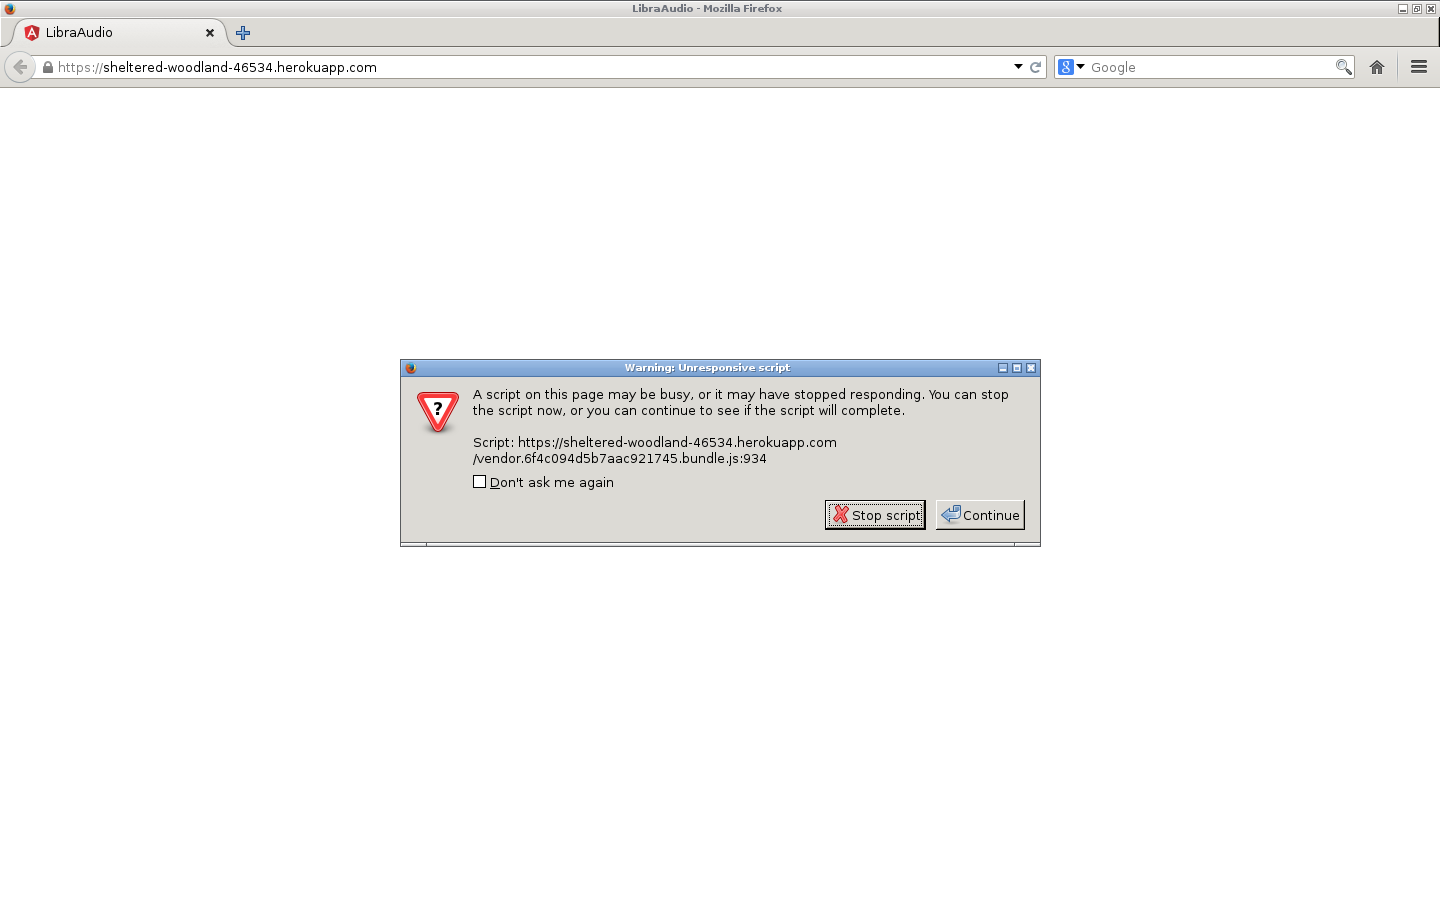 LibraAudio - Mozilla Firefox
LibraAudio
https://sheltered-woodland-46534.herokuapp.com
Google
Warning: Unresponsive script
A script on this page may be busy, or it may have stopped responding. You can stop
the script now, or you can continue to see if the script will complete.
Script: https://sheltered-woodland-46534.herokuapp.com
/vendor.6f4c094d5b7aac921745.bundle.js:934
Don't ask me again
Stop script
Continue